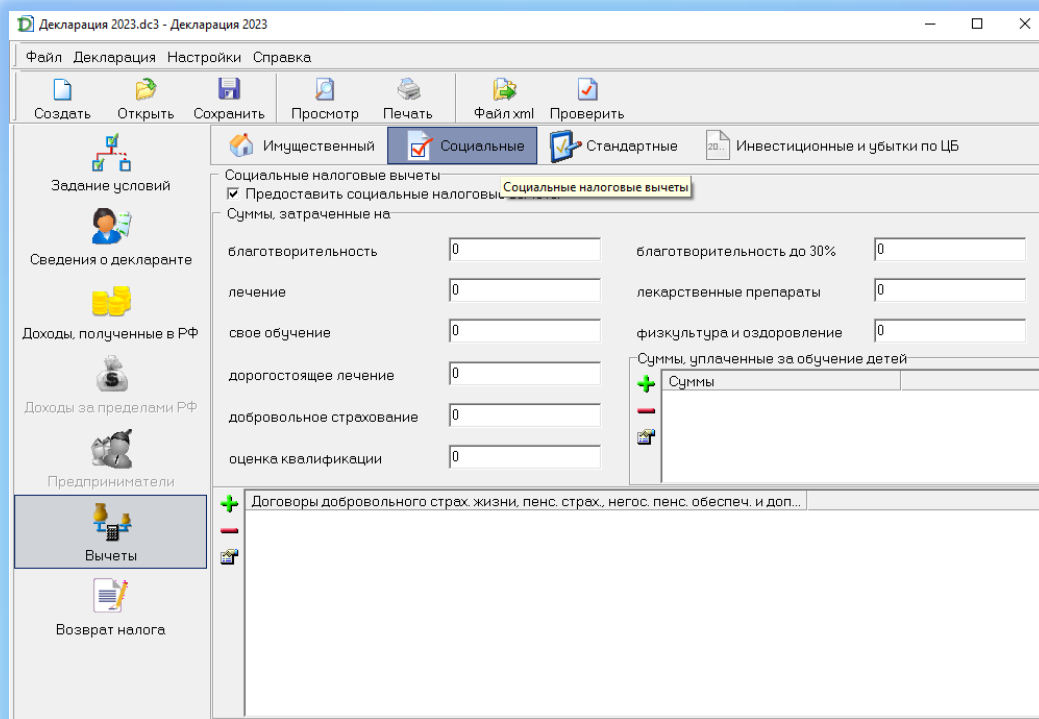 Декларация 2023.dc3 - Декларация 2023
Файл Декларация Настройки Справка
Создать Открыть Сохранить Просмотр Печать Файл xml Проверить
Имущественный Социальные Стандартные 20... Инвестиционные и убытки по ЦБ
Задание условий
Сведения о декларанте
Доходы, полученные в РФ
Доходы за пределами РФ
Предприниматели
Вычеты
Возврат налога
Социальные налоговые вычеты
Предоставить социальные налоговые
Социальные налоговые вычеты
Суммы, затраченные на
благотворительность 0 благотворительность до 30% 0
лечение 0 лекарственные препараты 0
свое обучение 0 физкультура и оздоровление 0
Суммы, уплаченные за обучение детей
дорогостоящее лечение 0 Суммы
добровольное страхование 0
оценка квалификации 0
Договоры добровольного страх. жизни, пенс. страх., негос. пенс. обеспеч. и доп...